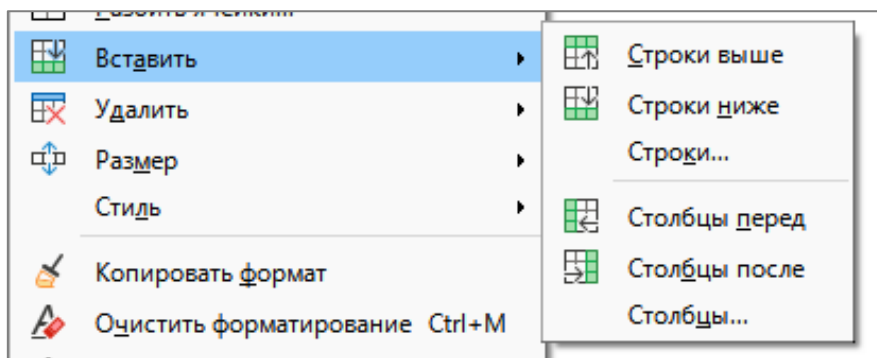 Вставить
Удалить
Размер
Стиль
Копировать формат
Очистить форматирование Ctrl+M
Строки выше
Строки ниже
Строки...
Столбцы перед
Столбцы после
Столбцы...